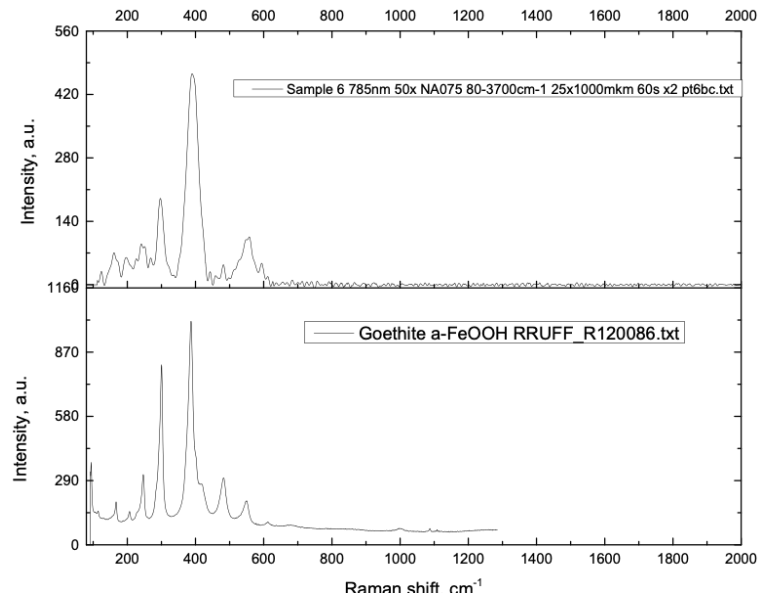 200 400 600 800 1000 1200 1400 1600 1800 2000
560
420
280
140
0
Intensity, a.u.
Sample 6 785nm 50x NA075 80-3700cm-1 25x1000mkm 60s x2 pt6bc.txt
1160
870
580
290
0
Intensity, a.u.
Goethite a-FeOOH RRUFF_R120086.txt
200 400 600 800 1000 1200 1400 1600 1800 2000
Raman shift, cm⁻¹